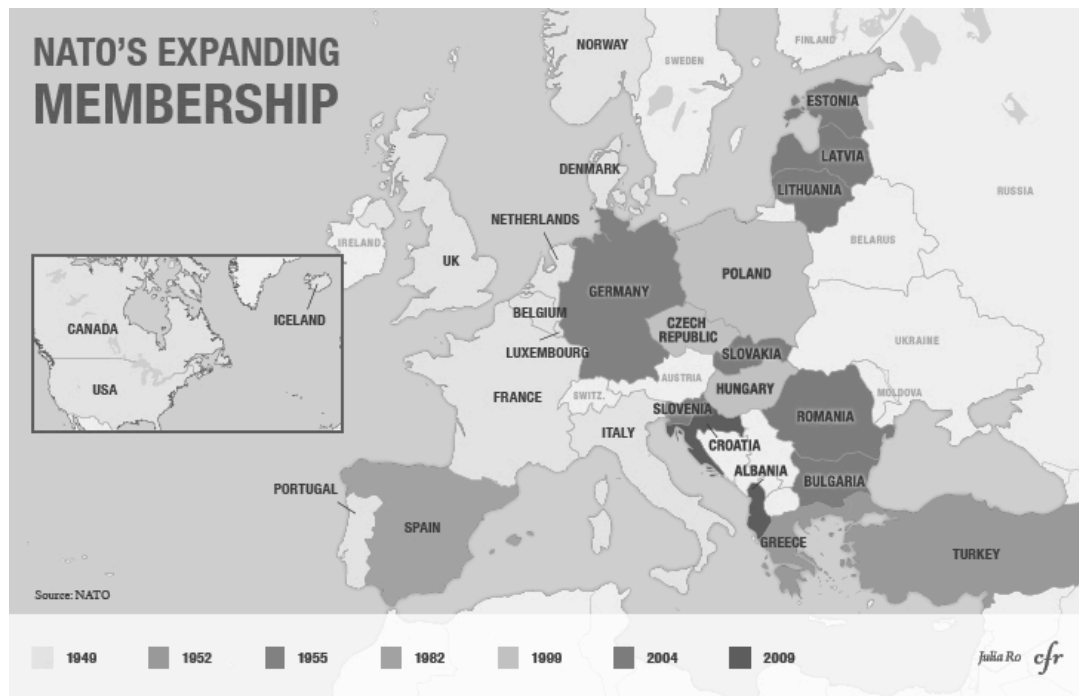 NATO'S EXPANDING
MEMBERSHIP
NORWAY
FINLAND
SWEDEN
ESTONIA
LATVIA
LITHUANIA
RUSSIA
DENMARK
NETHERLANDS
IRELAND
UK
BELARUS
POLAND
GERMANY
ICELAND
CANADA
USA
BELGIUM
LUXEMBOURG
CZECH
REPUBLIC
SLOVAKIA
UKRAINE
AUSTRIA
HUNGARY
MOLDOVA
FRANCE
SWITZ.
SLOVENIA
ROMANIA
ITALY
CROATIA
ALBANIA
BULGARIA
PORTUGAL
SPAIN
GREECE
TURKEY
Source: NATO
1949
1952
1955
1982
1999
2004
2009
Julia Ro cfr